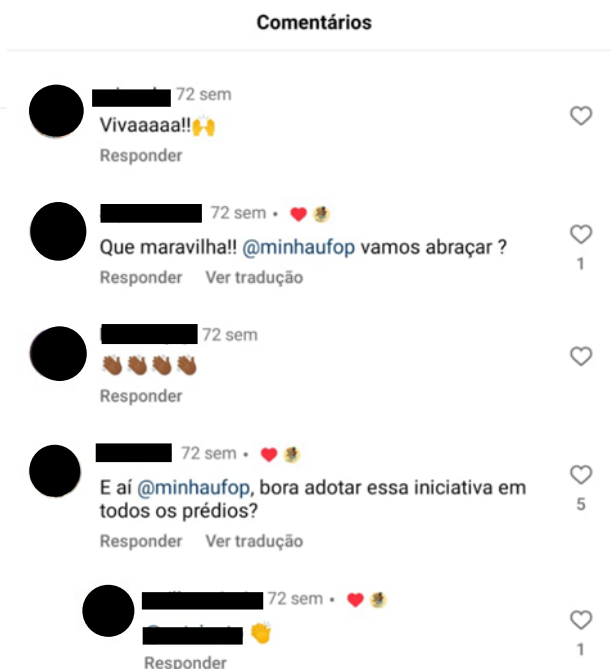 Comentários
72 sem
Vivaaaaa!!🙌
Responder
72 sem •
Que maravilha!! @minhaufop vamos abraçar ?
1
Responder Ver tradução
72 sem
👏🏾👏🏾👏🏾👏🏾
Responder
72 sem •
E aí @minhaufop, bora adotar essa iniciativa em
todos os prédios?
5
Responder Ver tradução
72 sem •
👏
1
Responder